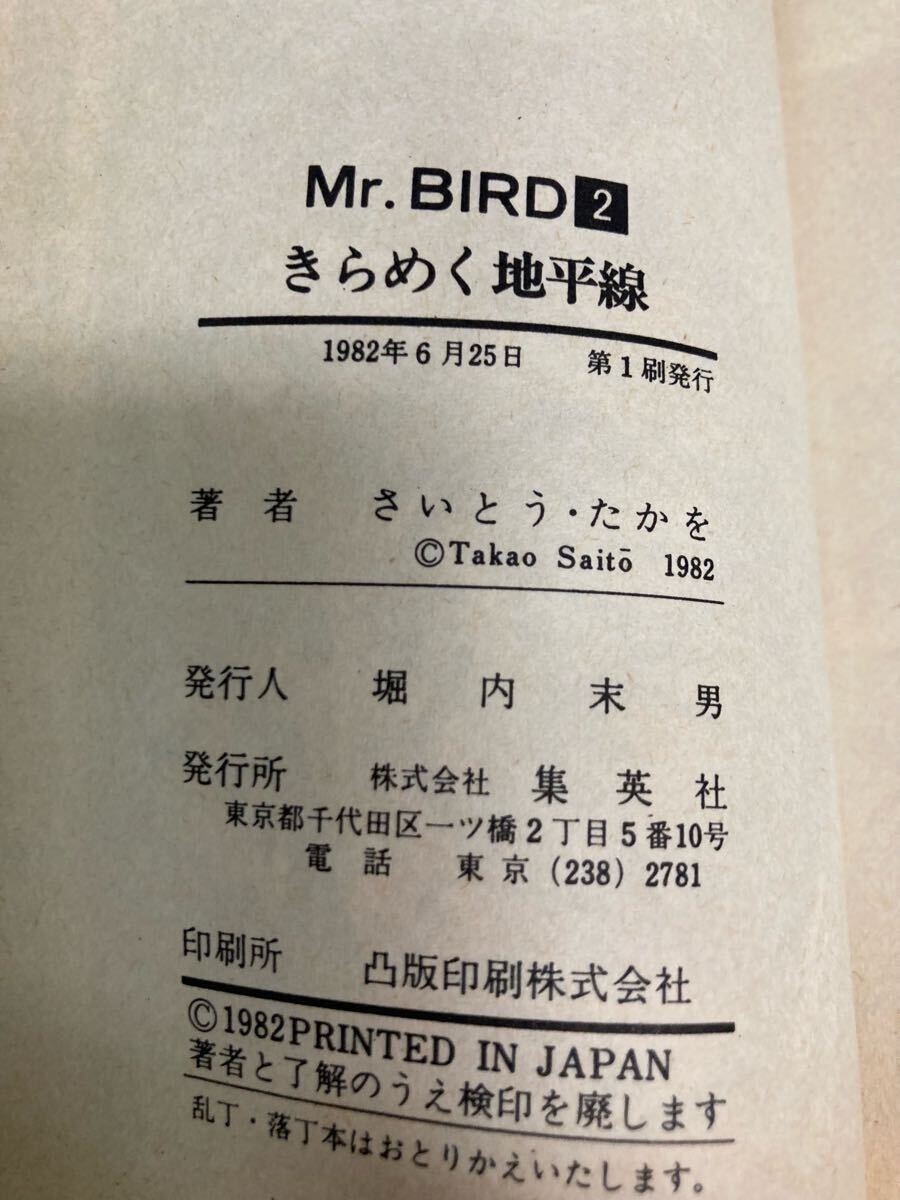 Mr. BIRD 2
きらめく地平線
1982年6月25日 第1刷発行
著者 さいとう・たかを
©Takao Saitō 1982
発行人 堀内末男
発行所 株式会社 集英社
東京都千代田区一ツ橋2丁目5番10号
電話 東京(238)2781
印刷所 凸版印刷株式会社
©1982PRINTED IN JAPAN
著者と了解のうえ検印を廃します
乱丁・落丁本はおとりかえいたします。